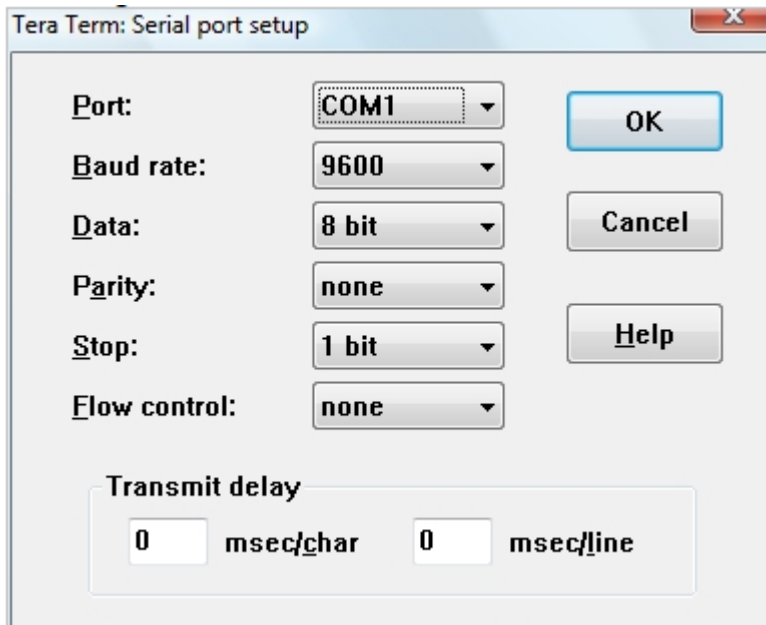 Tera Term: Serial port setup
Port: COM1
OK
Baud rate: 9600
Data: 8 bit
Cancel
Parity: none
Stop: 1 bit
Help
Flow control: none
Transmit delay
0 msec/char 0 msec/line